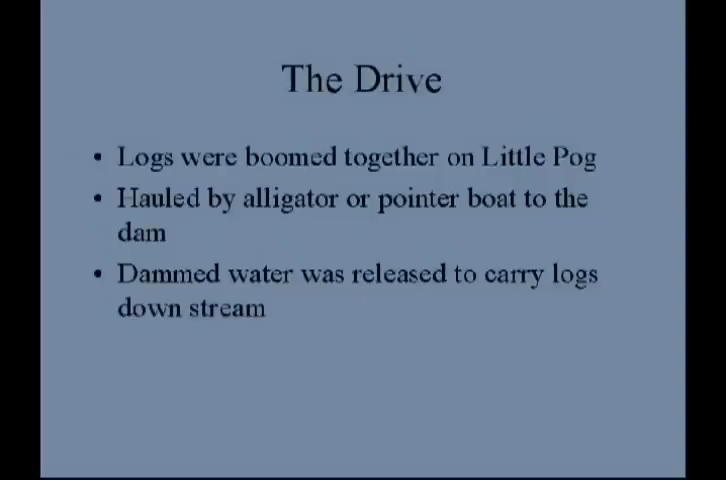 The Drive
• Logs were boomed together on Little Pog
• Hauled by alligator or pointer boat to the
dam
• Dammed water was released to carry logs
down stream